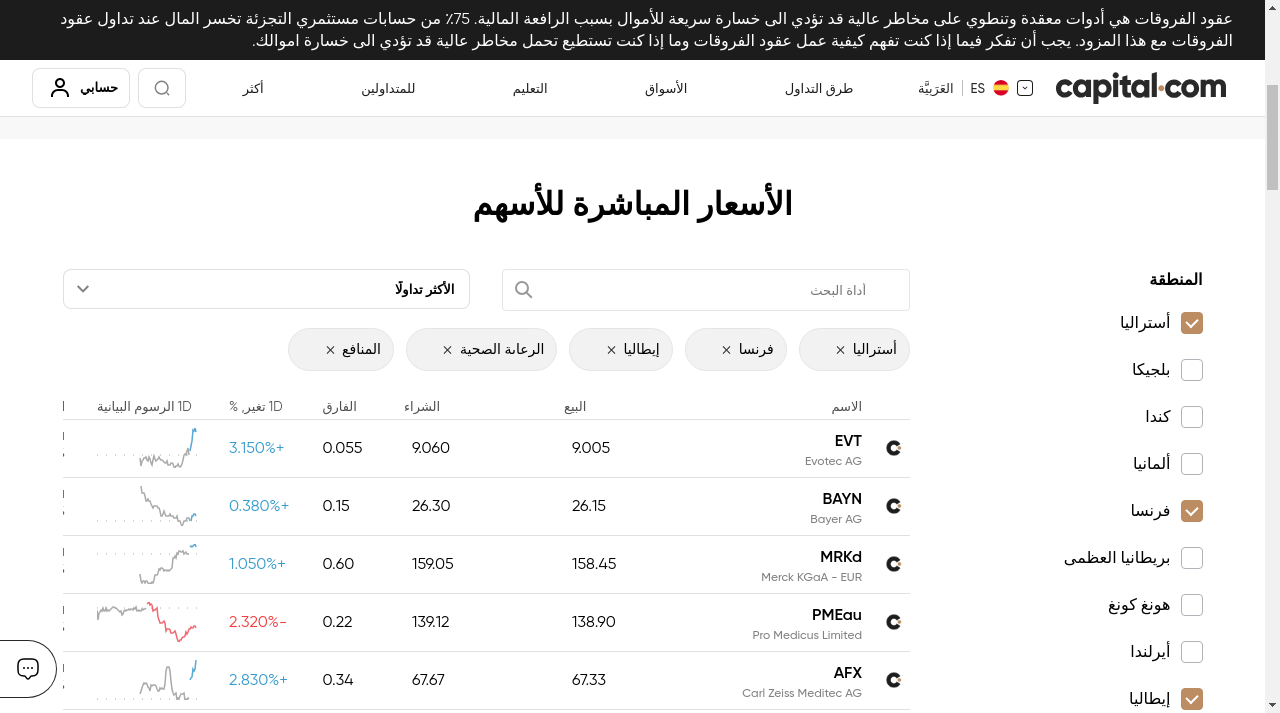 عقود الفروقات هي أدوات معقدة وتنطوي على مخاطر عالية قد تؤدي الى خسارة سريعة للأموال بسبب الرافعة المالية. 75٪ من حسابات مستثمري التجزئة تخسر المال عند تداول عقود
الفروقات مع هذا المزود. يجب أن تفكر فيما إذا كنت تفهم كيفية عمل عقود الفروقات وما إذا كنت تستطيع تحمل مخاطر عالية قد تؤدي الى خسارة اموالك.
capital.com
ES
العَرَبيَّة
طرق التداول
الأسواق
التعليم
للمتداولين
أكثر
حسابي
الأسعار المباشرة للأسهم
المنطقة
أستراليا
بلجيكا
كندا
ألمانيا
فرنسا
بريطانيا العظمى
هونغ كونغ
أيرلندا
إيطاليا
أداة البحث
الأكثر تداولًا
أستراليا
فرنسا
إيطاليا
الرعاىة الصحية
المنافع
الاسم البيع الشراء الفارق 1D تغير, % 1D الرسوم البيانية
EVT 9.005 9.060 0.055 3.150%+
Evotec AG
BAYN 26.15 26.30 0.15 0.380%+
Bayer AG
MRKd 158.45 159.05 0.60 1.050%+
Merck KGaA - EUR
PMEau 138.90 139.12 0.22 2.320%-
Pro Medicus Limited
AFX 67.33 67.67 0.34 2.830%+
Carl Zeiss Meditec AG